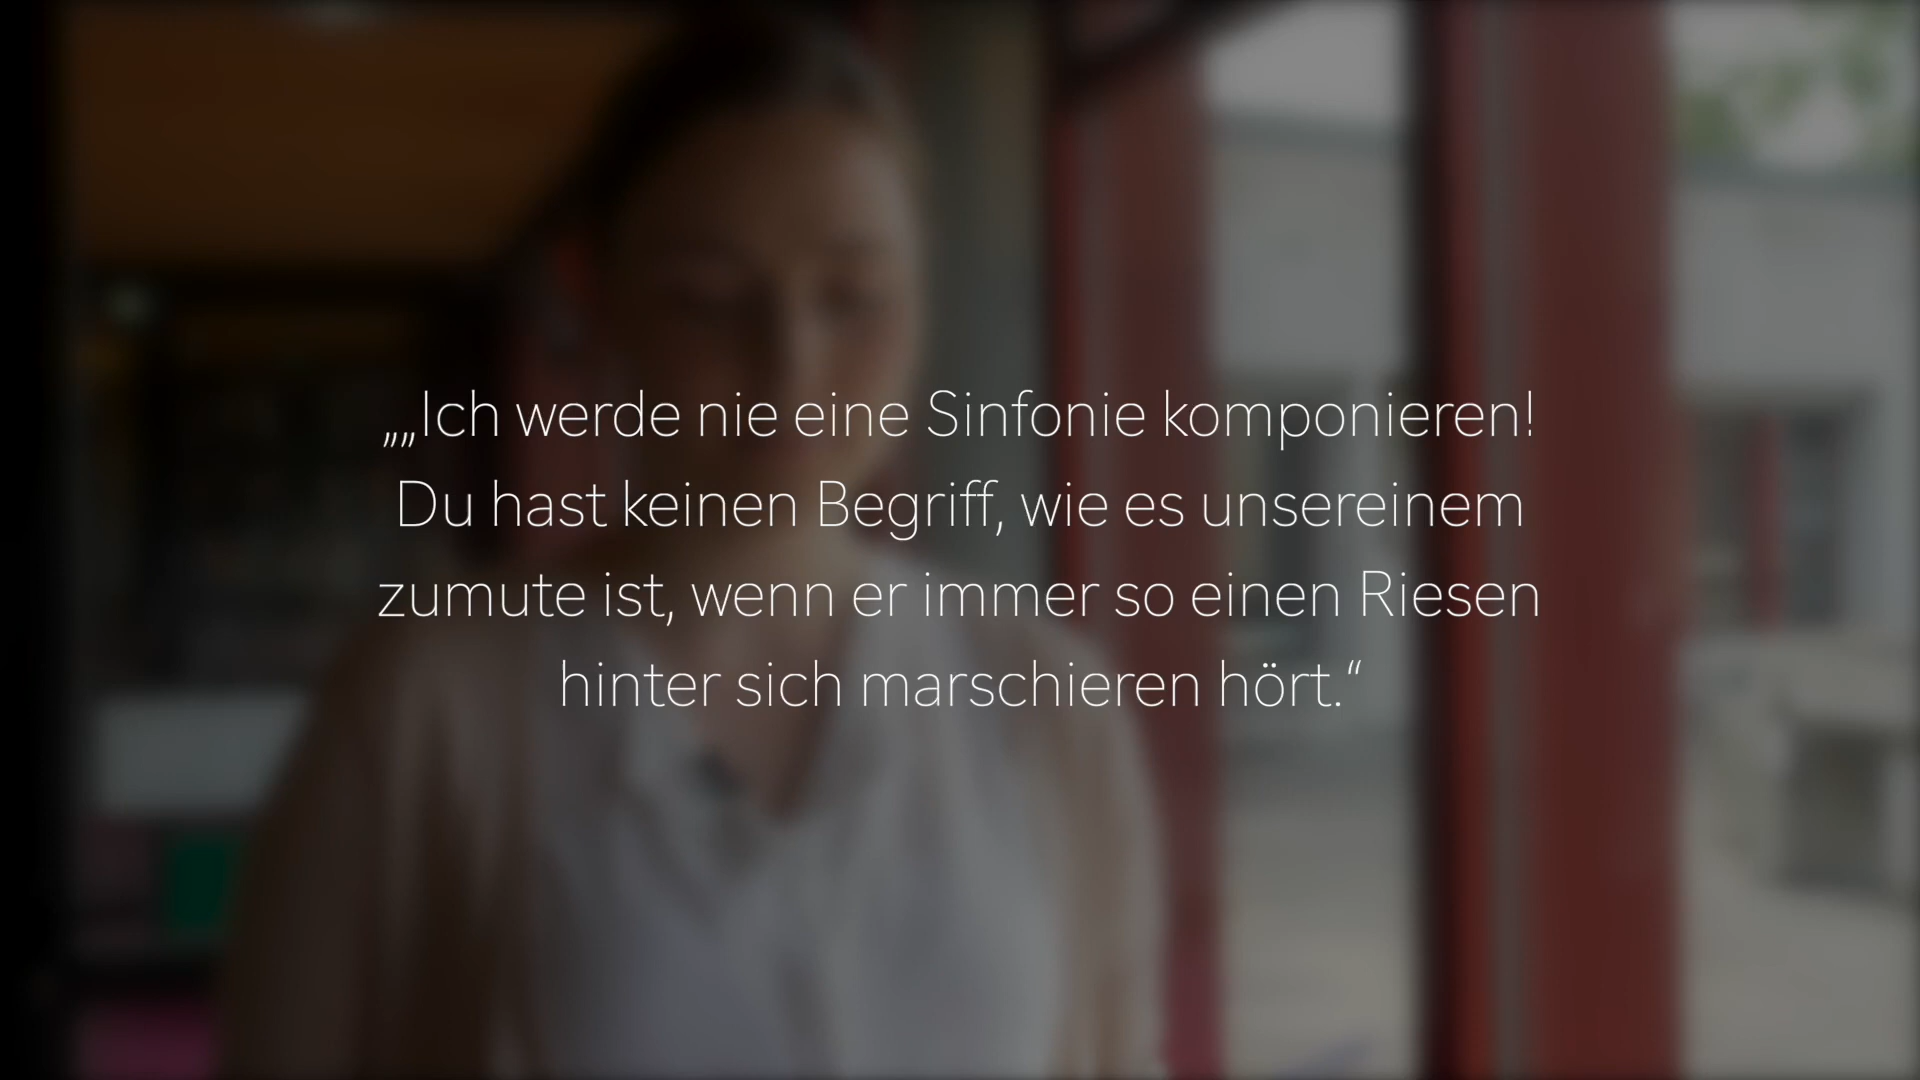 „„Ich werde nie eine Sinfonie komponieren!
Du hast keinen Begriff, wie es unsereinem
zumute ist, wenn er immer so einen Riesen
hinter sich marschieren hört.“